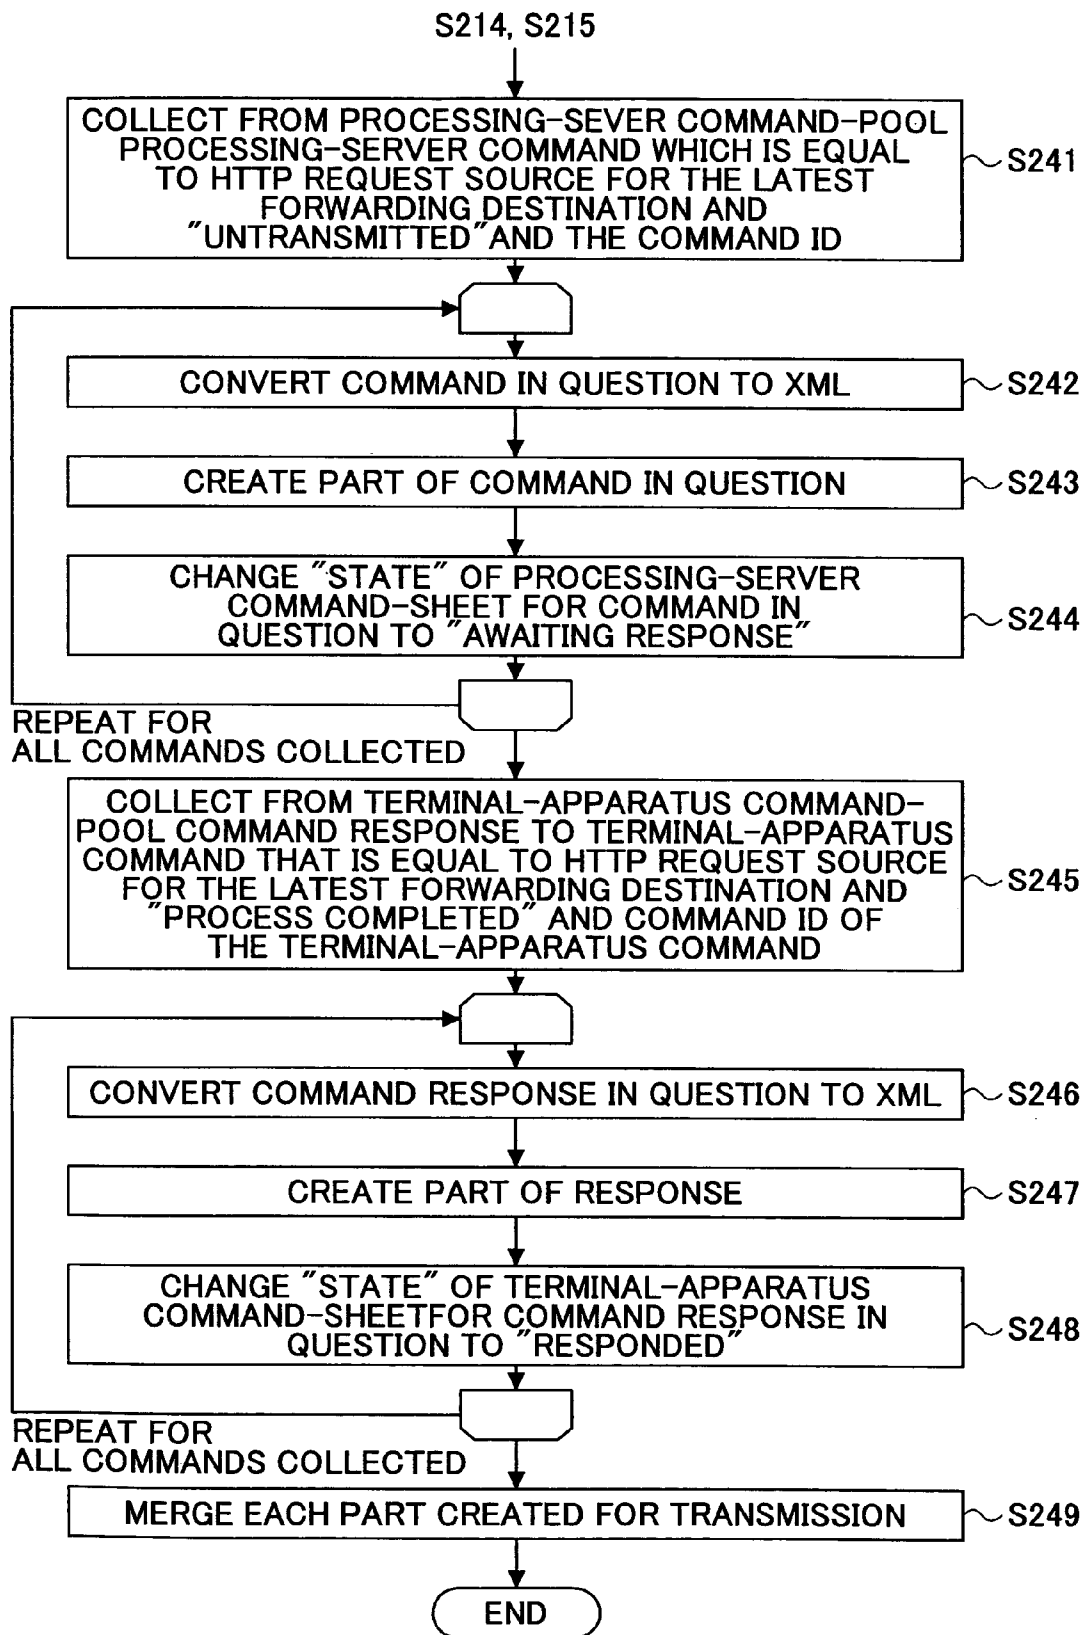 S214, S215
COLLECT FROM PROCESSING-SEVER COMMAND-POOL
PROCESSING-SERVER COMMAND WHICH IS EQUAL
TO HTTP REQUEST SOURCE FOR THE LATEST
FORWARDING DESTINATION AND
"UNTRANSMITTED"AND THE COMMAND ID
S241
CONVERT COMMAND IN QUESTION TO XML
S242
CREATE PART OF COMMAND IN QUESTION
S243
CHANGE "STATE" OF PROCESSING-SERVER
COMMAND-SHEET FOR COMMAND IN
QUESTION TO "AWAITING RESPONSE"
S244
REPEAT FOR
ALL COMMANDS COLLECTED
COLLECT FROM TERMINAL-APPARATUS COMMAND-
POOL COMMAND RESPONSE TO TERMINAL-APPARATUS
COMMAND THAT IS EQUAL TO HTTP REQUEST SOURCE
FOR THE LATEST FORWARDING DESTINATION AND
"PROCESS COMPLETED" AND COMMAND ID OF
THE TERMINAL-APPARATUS COMMAND
S245
CONVERT COMMAND RESPONSE IN QUESTION TO XML
S246
CREATE PART OF RESPONSE
S247
CHANGE "STATE" OF TERMINAL-APPARATUS
COMMAND-SHEETFOR COMMAND RESPONSE IN
QUESTION TO "RESPONDED"
S248
REPEAT FOR
ALL COMMANDS COLLECTED
MERGE EACH PART CREATED FOR TRANSMISSION
S249
END